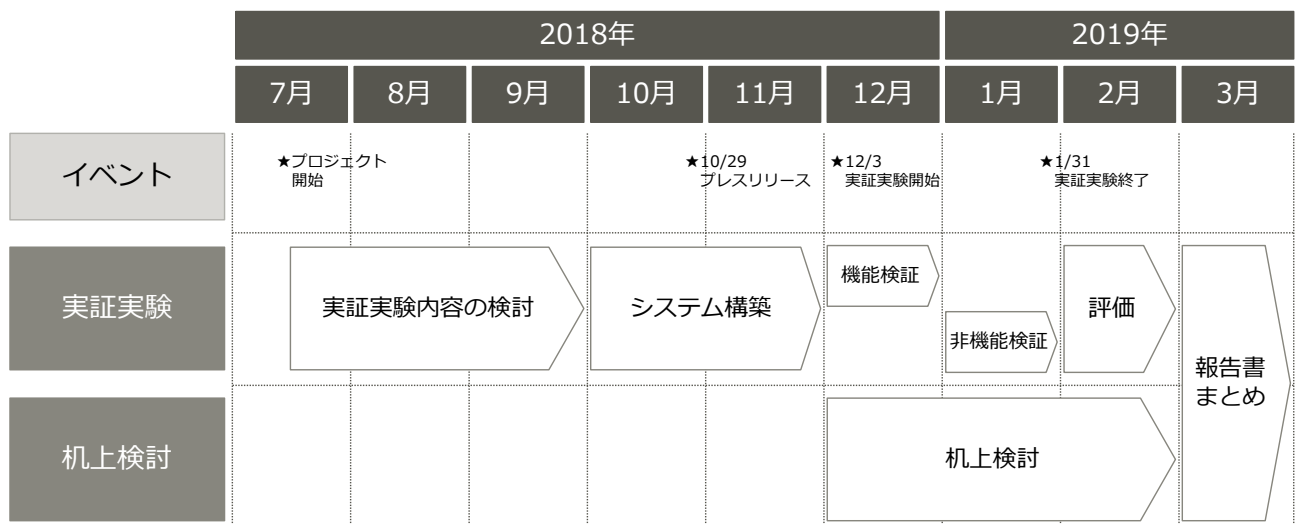 2018年
2019年
7月
8月
9月
10月
11月
12月
1月
2月
3月
イベント
★プロジェクト
開始
★10/29
プレスリリース
★12/3
実証実験開始
★1/31
実証実験終了
実証実験
実証実験内容の検討
システム構築
機能検証
非機能検証
評価
報告書
まとめ
机上検討
机上検討